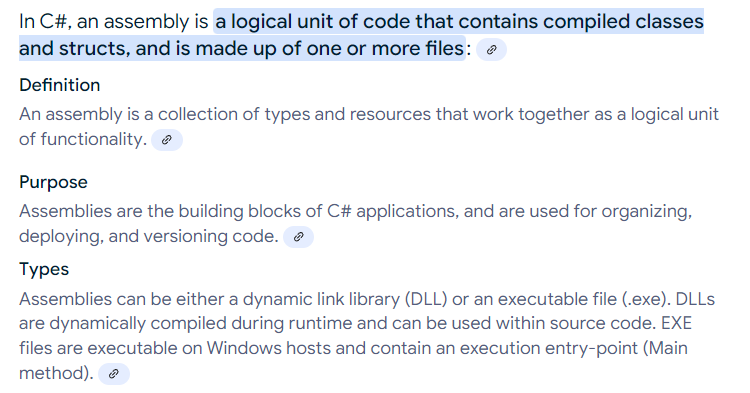 In C#, an assembly is a logical unit of code that contains compiled classes
and structs, and is made up of one or more files:
Definition
An assembly is a collection of types and resources that work together as a logical unit
of functionality.
Purpose
Assemblies are the building blocks of C# applications, and are used for organizing,
deploying, and versioning code.
Types
Assemblies can be either a dynamic link library (DLL) or an executable file (.exe). DLLs
are dynamically compiled during runtime and can be used within source code. EXE
files are executable on Windows hosts and contain an execution entry-point (Main
method).